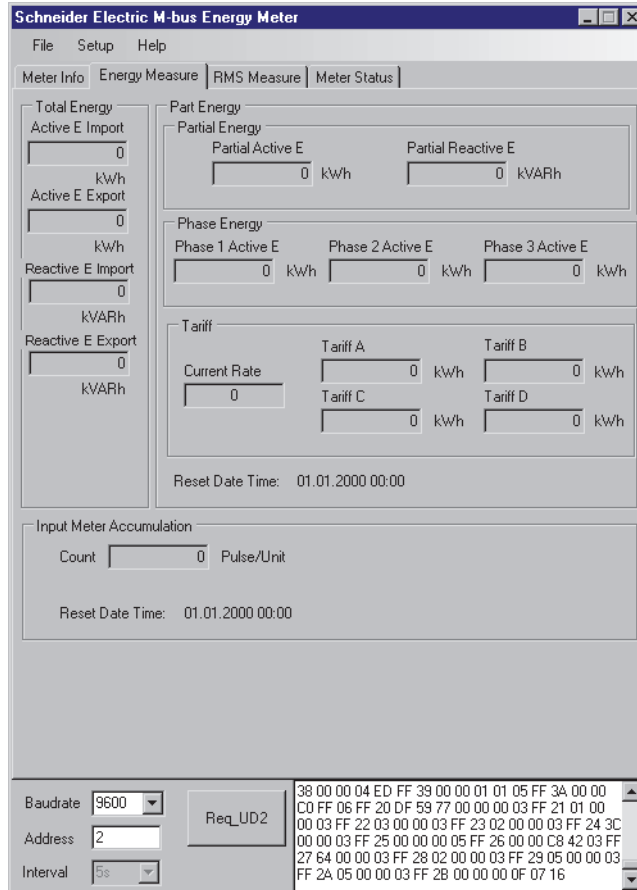 Schneider Electric M-bus Energy Meter
File Setup Help
Meter Info Energy Measure RMS Measure Meter Status
Total Energy
Active E Import
0
kWh
Active E Export
0
kWh
Reactive E Import
0
kVARh
Reactive E Export
0
kVARh
Part Energy
Partial Energy
Partial Active E Partial Reactive E
0 kWh 0 kVARh
Phase Energy
Phase 1 Active E Phase 2 Active E Phase 3 Active E
0 kWh 0 kWh 0 kWh
Tariff
Current Rate
0
Tariff A Tariff B
0 kWh 0 kWh
Tariff C Tariff D
0 kWh 0 kWh
Reset Date Time: 01.01.2000 00:00
Input Meter Accumulation
Count 0 Pulse/Unit
Reset Date Time: 01.01.2000 00:00
Baudrate 9600
Address 2
Interval 5s
Req_UD2
38 00 00 04 ED FF 39 00 00 01 01 05 FF 3A 00 00
C0 FF 06 FF 20 DF 59 77 00 00 00 03 FF 21 01 00
00 03 FF 22 03 00 00 03 FF 23 02 00 00 03 FF 24 3C
00 00 03 FF 25 00 00 00 05 FF 26 00 00 C8 42 03 FF
27 64 00 00 03 FF 28 02 00 00 03 FF 29 05 00 00 03
FF 2A 05 00 00 03 FF 2B 00 00 00 0F 07 16